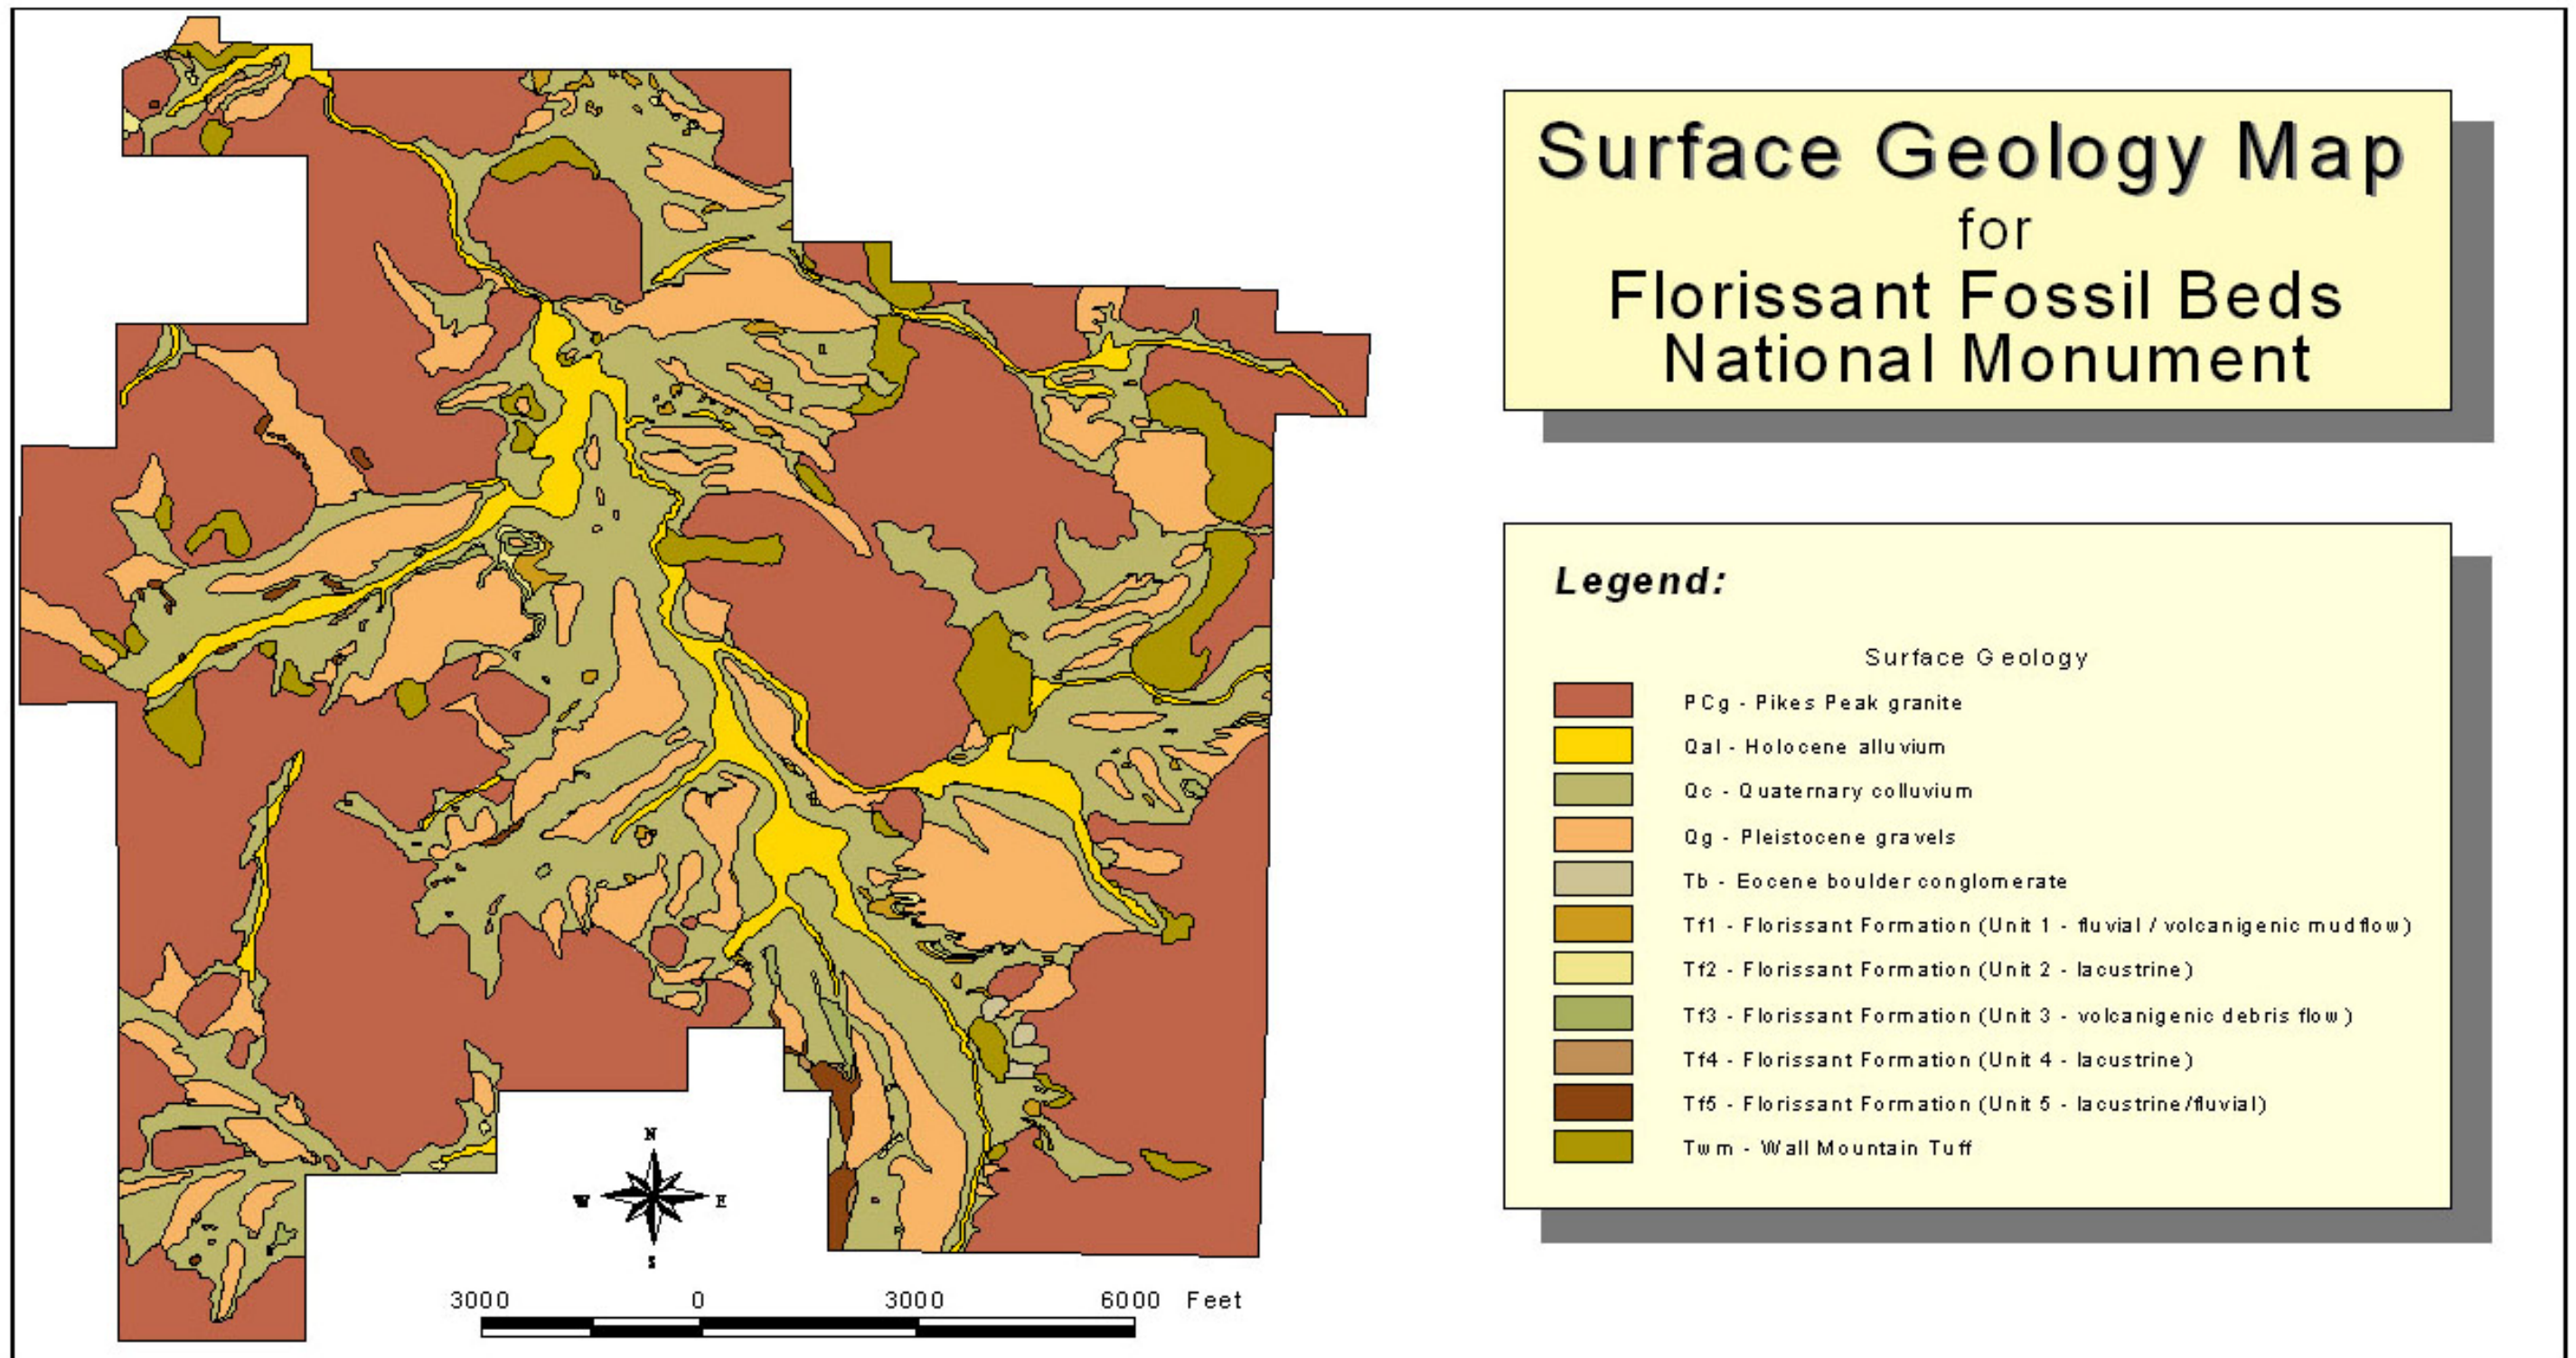 Surface Geology Map
for
Florissant Fossil Beds
National Monument
Legend:
Surface Geology
PCg - Pikes Peak granite
Qal - Holocene alluvium
Qc - Quaternary colluvium
Qg - Pleistocene gravels
Tb - Eocene boulder conglomerate
Tf1 - Florissant Formation (Unit 1 - fluvial / volcanigenic mudflow)
Tf2 - Florissant Formation (Unit 2 - lacustrine)
Tf3 - Florissant Formation (Unit 3 - volcanigenic debris flow)
Tf4 - Florissant Formation (Unit 4 - lacustrine)
Tf5 - Florissant Formation (Unit 5 - lacustrine/fluvial)
Twm - Wall Mountain Tuff
N
W E
S
3000 0 3000 6000 Feet